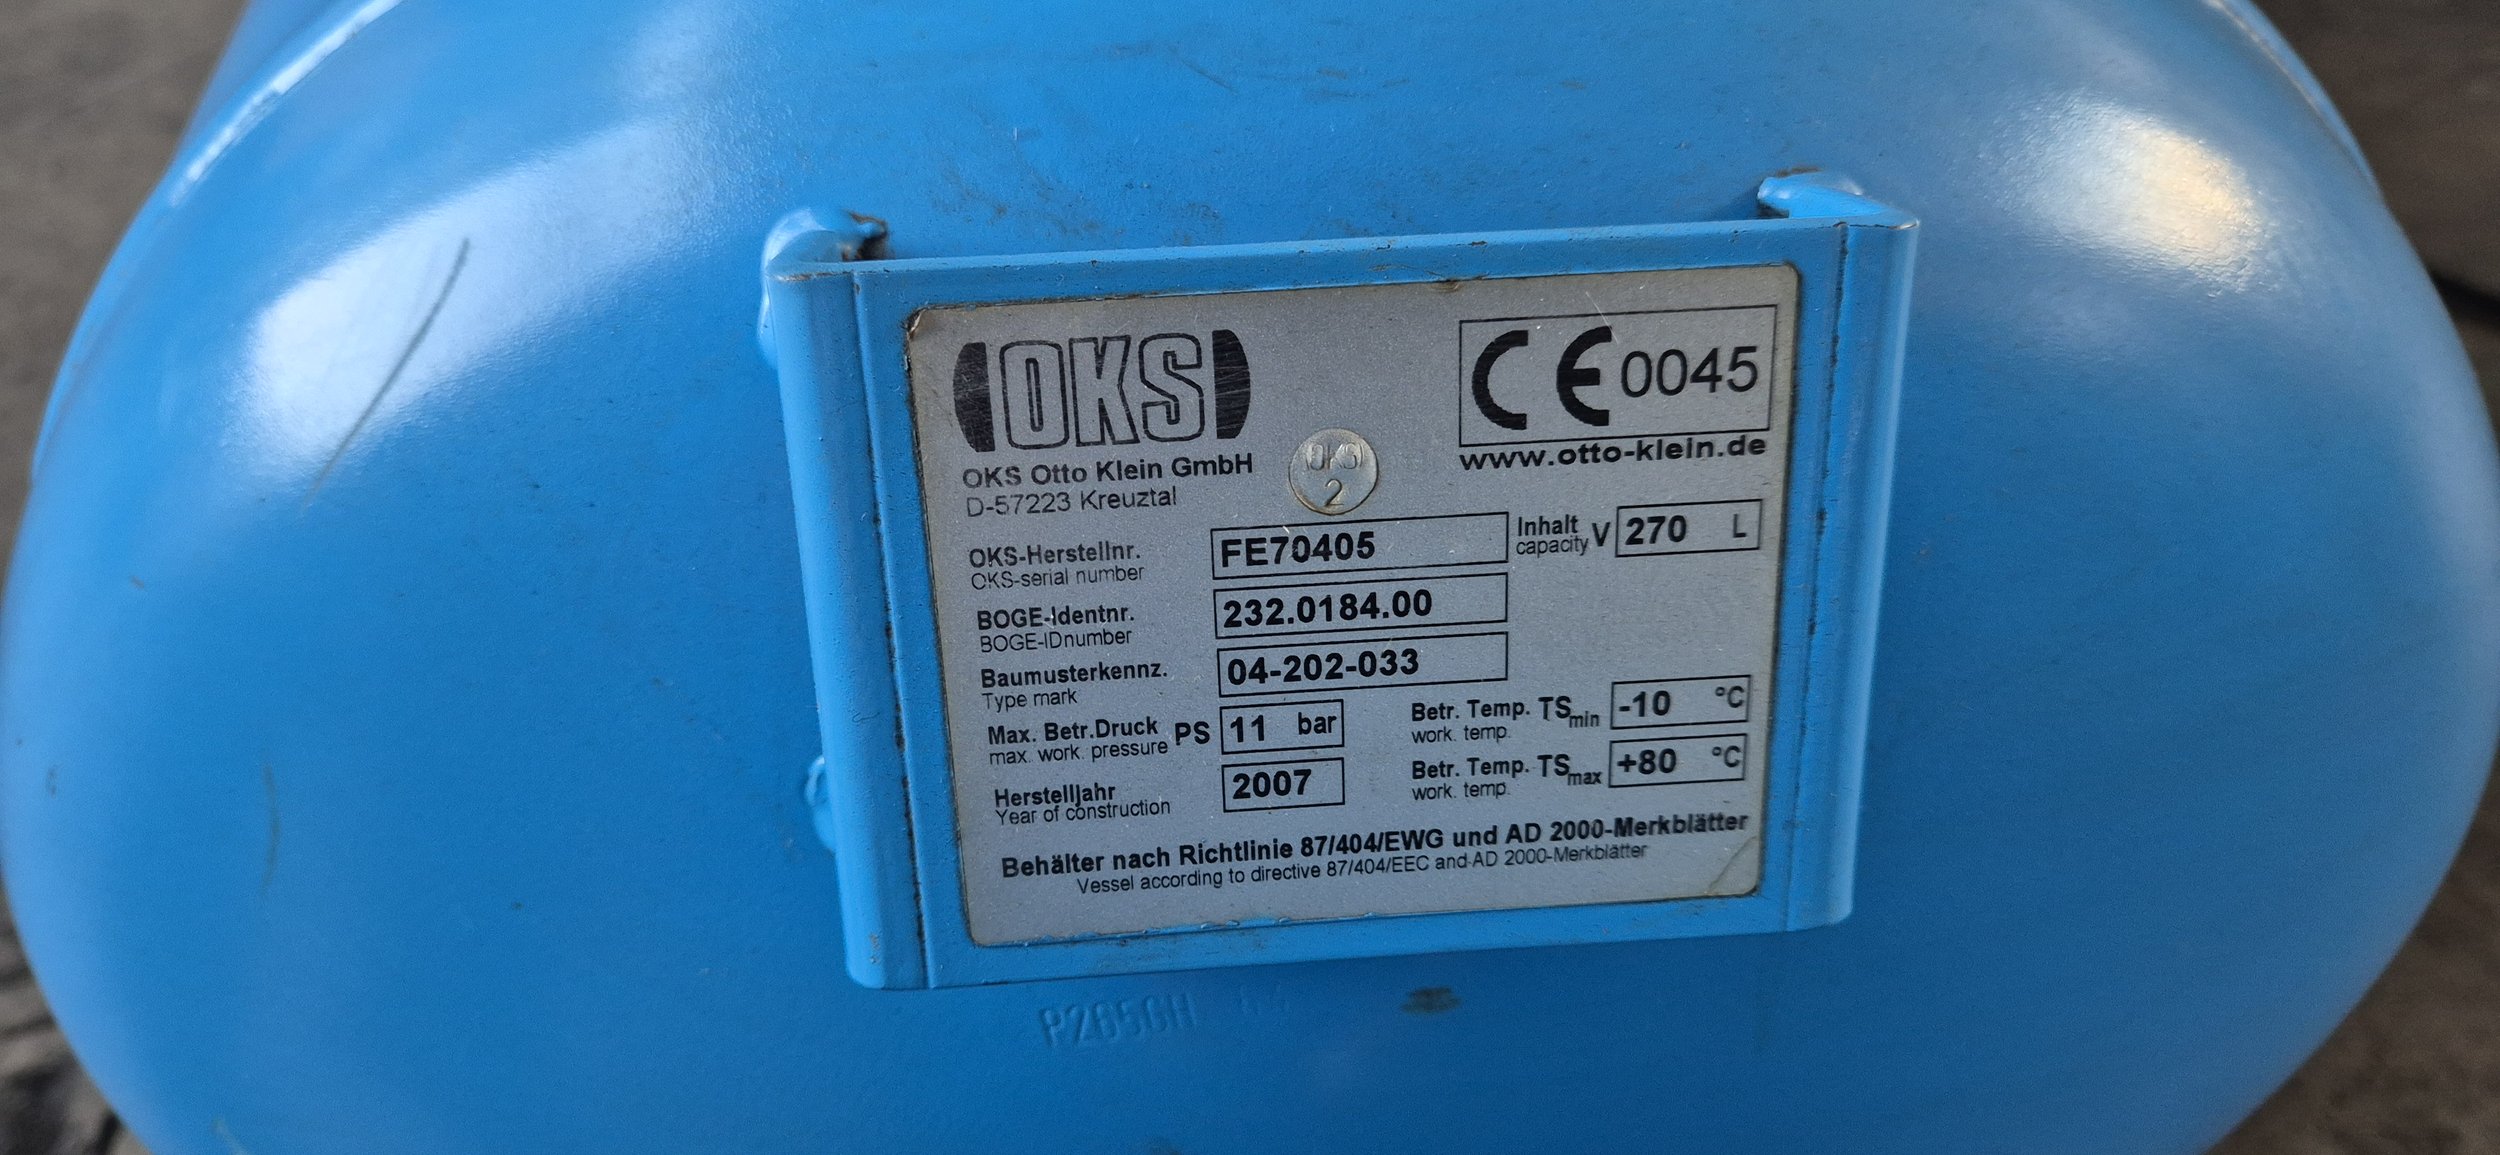 OKS
CE 0045
OKS Otto Klein GmbH
D-57223 Kreuztal
OKS
2
www.otto-klein.de
OKS-Herstellnr.
OKS-serial number
FE70405
Inhalt
capacity
V
270 L
BOGE-Identnr.
BOGE-IDnumber
232.0184.00
Baumusterkennz.
Type mark
04-202-033
Max. Betr.Druck
max. work. pressure
PS
11 bar
Betr. Temp. TSmin
work. temp.
-10 °C
Herstelljahr
Year of construction
2007
Betr. Temp. TSmax
work. temp.
+80 °C
Behälter nach Richtlinie 87/404/EWG und AD 2000-Merkblätter
Vessel according to directive 87/404/EEC and AD 2000-Merkblätter